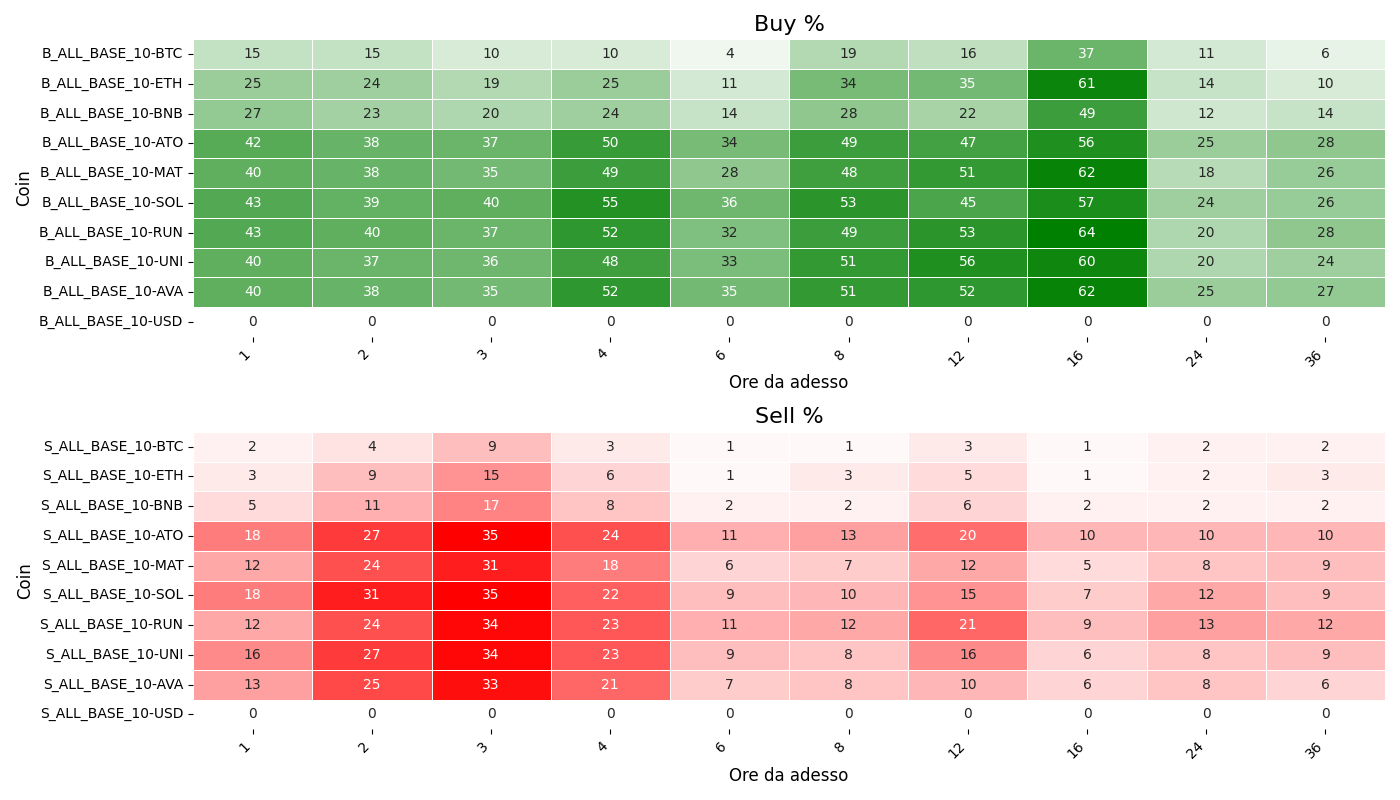 Buy %
Coin
B_ALL_BASE_10-BTC 15 15 10 10 4 19 16 37 11 6
B_ALL_BASE_10-ETH 25 24 19 25 11 34 35 61 14 10
B_ALL_BASE_10-BNB 27 23 20 24 14 28 22 49 12 14
B_ALL_BASE_10-ATO 42 38 37 50 34 49 47 56 25 28
B_ALL_BASE_10-MAT 40 38 35 49 28 48 51 62 18 26
B_ALL_BASE_10-SOL 43 39 40 55 36 53 45 57 24 26
B_ALL_BASE_10-RUN 43 40 37 52 32 49 53 64 20 28
B_ALL_BASE_10-UNI 40 37 36 48 33 51 56 60 20 24
B_ALL_BASE_10-AVA 40 38 35 52 35 51 52 62 25 27
B_ALL_BASE_10-USD 0 0 0 0 0 0 0 0 0 0
1 2 3 4 6 8 12 16 24 36
Ore da adesso
Sell %
Coin
S_ALL_BASE_10-BTC 2 4 9 3 1 1 3 1 2 2
S_ALL_BASE_10-ETH 3 9 15 6 1 3 5 1 2 3
S_ALL_BASE_10-BNB 5 11 17 8 2 2 6 2 2 2
S_ALL_BASE_10-ATO 18 27 35 24 11 13 20 10 10 10
S_ALL_BASE_10-MAT 12 24 31 18 6 7 12 5 8 9
S_ALL_BASE_10-SOL 18 31 35 22 9 10 15 7 12 9
S_ALL_BASE_10-RUN 12 24 34 23 11 12 21 9 13 12
S_ALL_BASE_10-UNI 16 27 34 23 9 8 16 6 8 9
S_ALL_BASE_10-AVA 13 25 33 21 7 8 10 6 8 6
S_ALL_BASE_10-USD 0 0 0 0 0 0 0 0 0 0
1 2 3 4 6 8 12 16 24 36
Ore da adesso